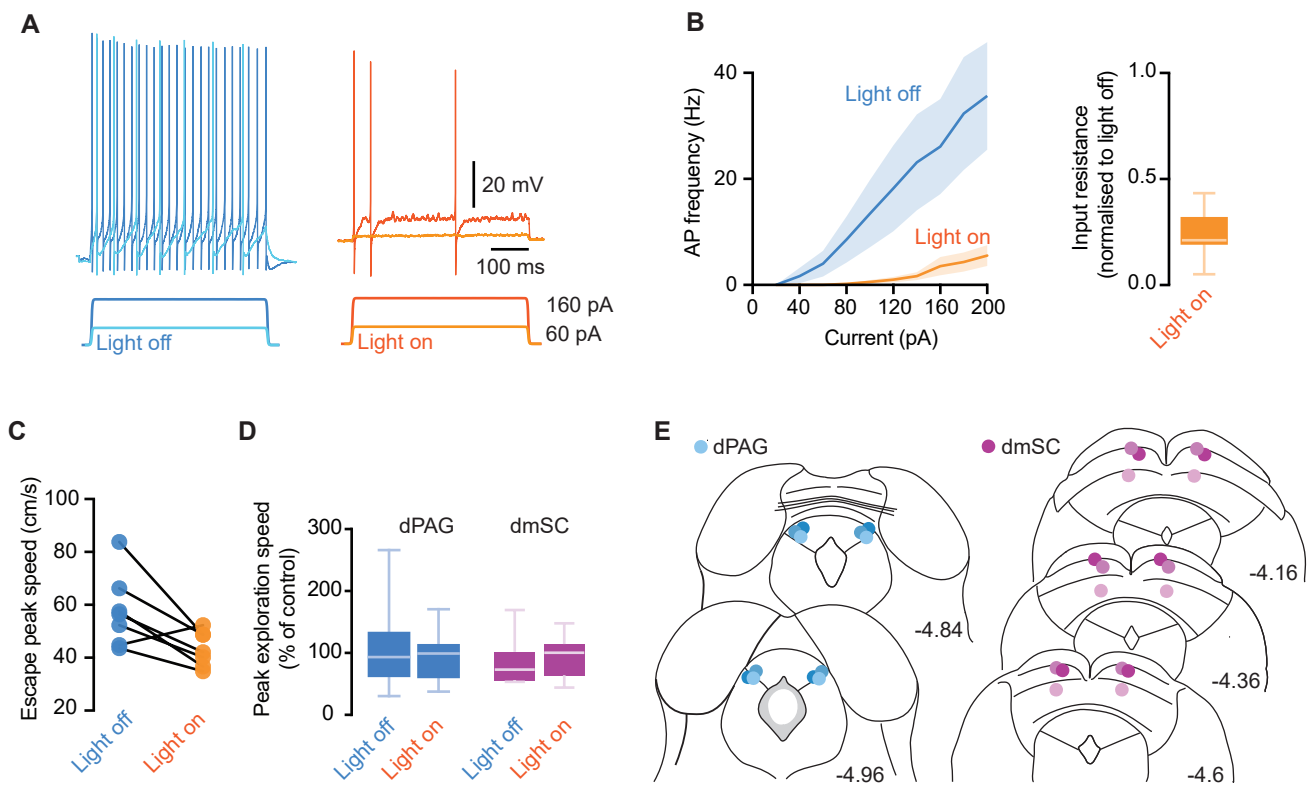 A
20 mV
100 ms
160 pA
60 pA
Light off
Light on
B
AP frequency (Hz)
40
20
0
Light off
Light on
0
40
80
120
160
200
Current (pA)
Input resistance
(normalised to light off)
1.0
0.5
0.0
Light on
C
Escape peak speed (cm/s)
100
80
60
40
20
Light off
Light on
D
Peak exploration speed
(% of control)
300
200
100
0
dPAG
dmSC
Light off
Light on
Light off
Light on
E
dPAG
dmSC
-4.84
-4.96
-4.16
-4.36
-4.6